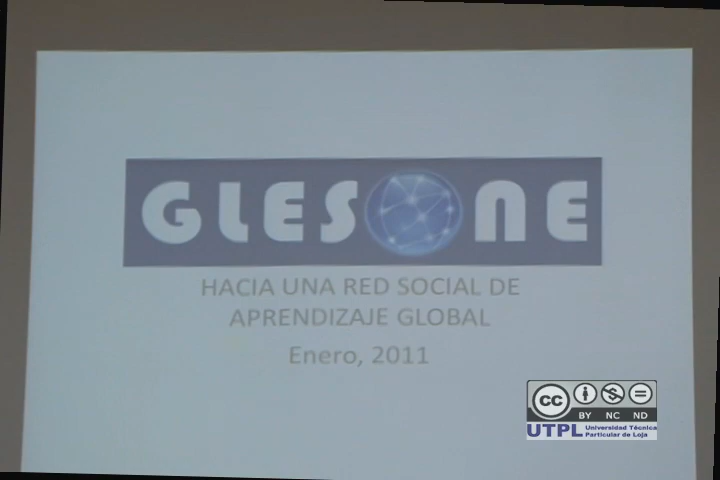 GLESONE
HACIA UNA RED SOCIAL DE
APRENDIZAJE GLOBAL
Enero, 2011
cc
BY NC ND
UTPL Universidad Técnica
Particular de Loja